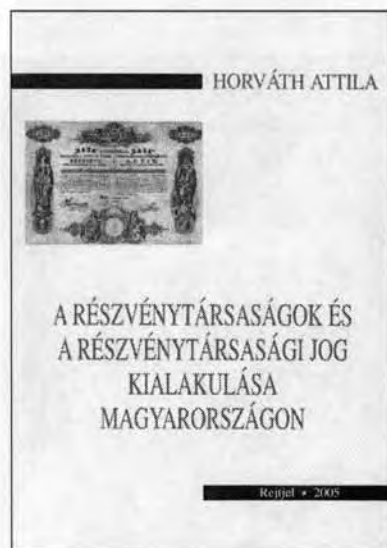 HORVÁTH ATTILA
A RÉSZVÉNYTÁRSASÁGOK ÉS
A RÉSZVÉNYTÁRSASÁGI JOG
KIALAKULÁSA
MAGYARORSZÁGON
Rejtjel • 2005